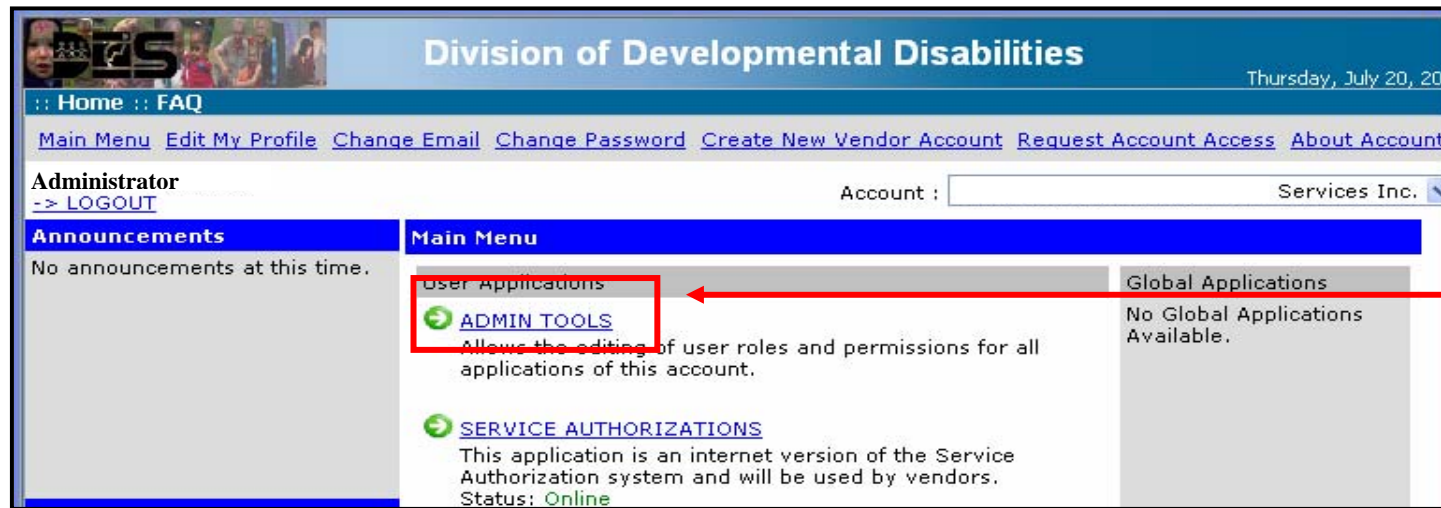 DES
Division of Developmental Disabilities
Thursday, July 20, 20
:: Home :: FAQ
Main Menu Edit My Profile Change Email Change Password Create New Vendor Account Request Account Access About Account
Administrator
Account : Services Inc.
-> LOGOUT
Announcements
No announcements at this time.
Main Menu
User Applications
ADMIN TOOLS
Allows the editing of user roles and permissions for all
applications of this account.
SERVICE AUTHORIZATIONS
This application is an internet version of the Service
Authorization system and will be used by vendors.
Status: Online
Global Applications
No Global Applications
Available.